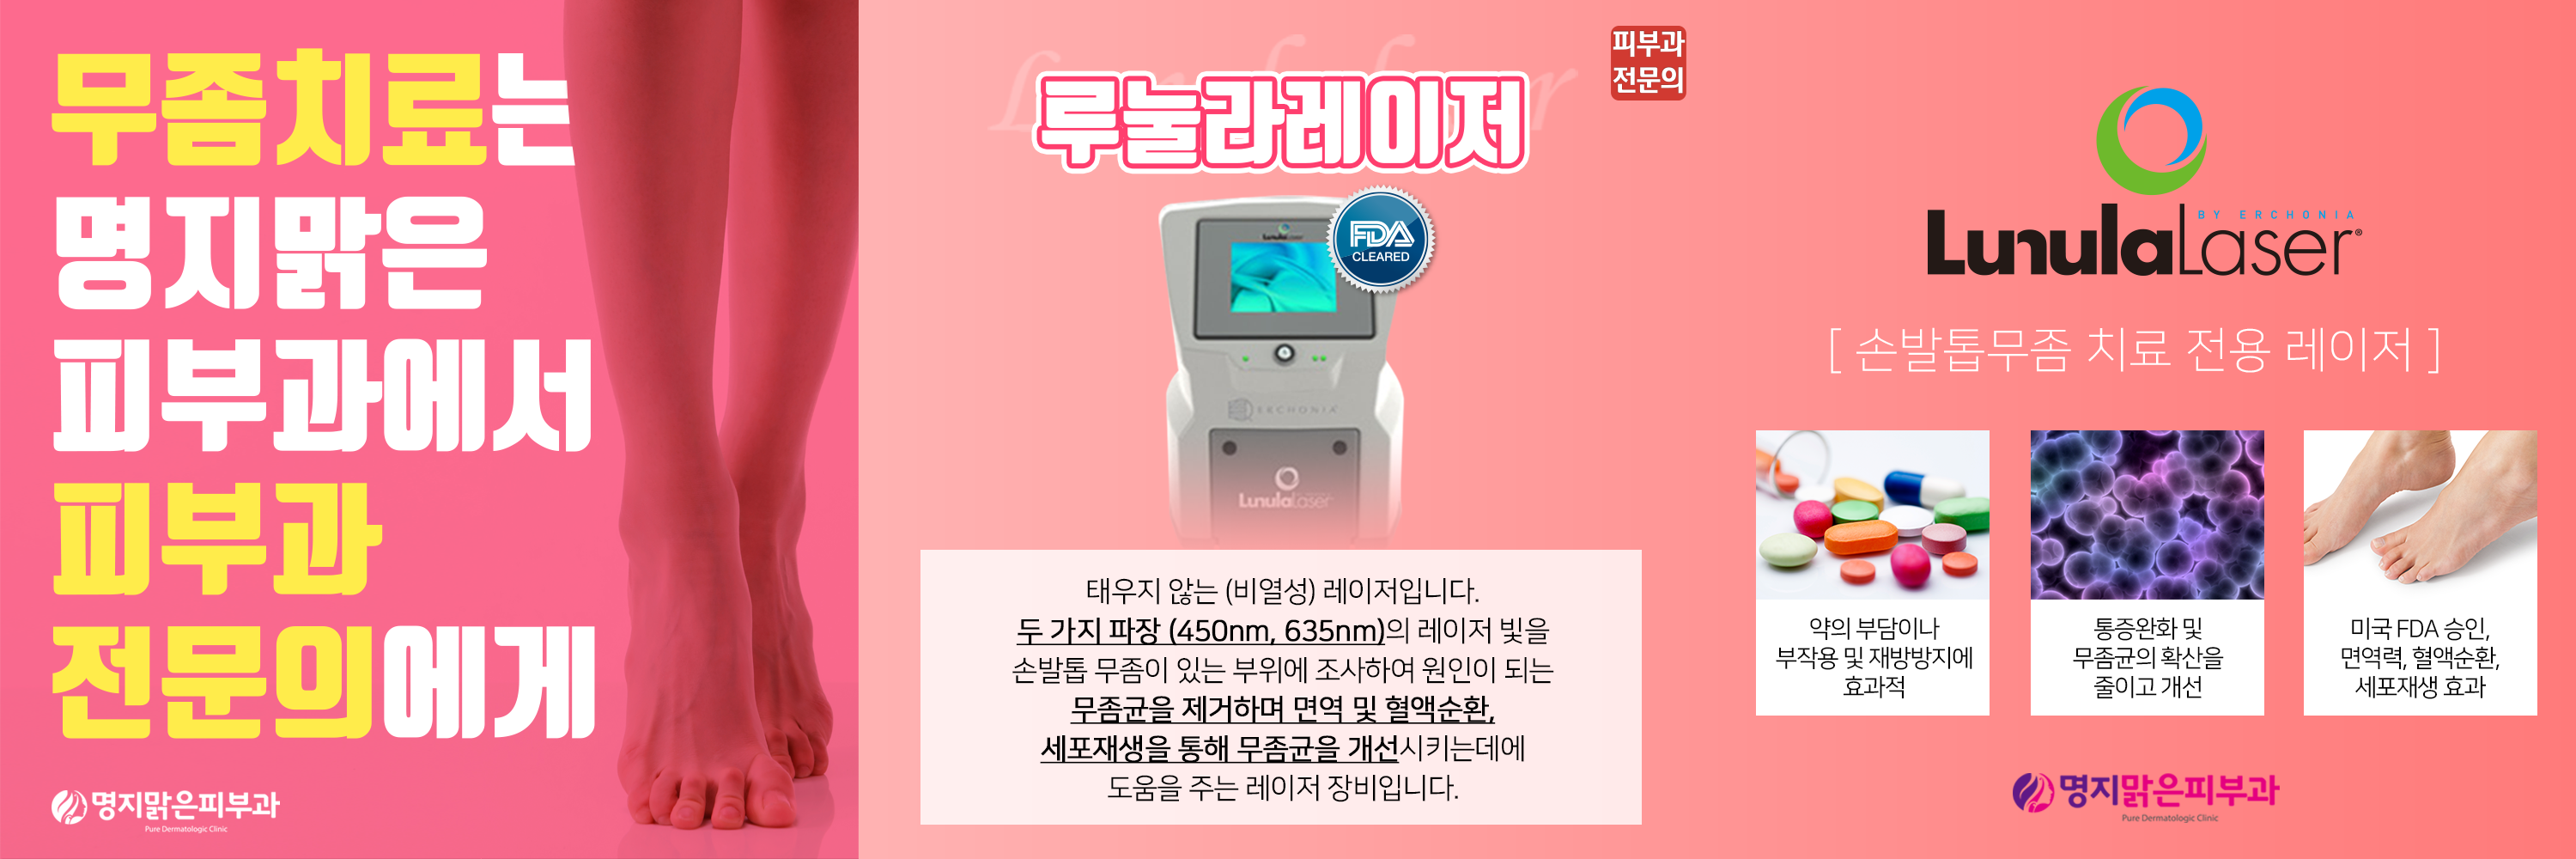 무좀치료는
명지맑은
피부과에서
피부과
전문의에게
명지맑은피부과
Pure Dermatologic Clinic
피부과
전문의
루눌라레이저
FDA
CLEARED
LunulaLaser
ERCHONIA
LunulaLaser
태우지 않는 (비열성) 레이저입니다.
두 가지 파장 (450nm, 635nm)의 레이저 빛을
손발톱 무좀이 있는 부위에 조사하여 원인이 되는
무좀균을 제거하며 면역 및 혈액순환,
세포재생을 통해 무좀균을 개선시키는데에
도움을 주는 레이저 장비입니다.
BY ERCHONIA
LunulaLaser®
[ 손발톱무좀 치료 전용 레이저 ]
약의 부담이나
부작용 및 재방방지에
효과적
통증완화 및
무좀균의 확산을
줄이고 개선
미국 FDA 승인,
면역력, 혈액순환,
세포재생 효과
명지맑은피부과
Pure Dermatologic Clinic